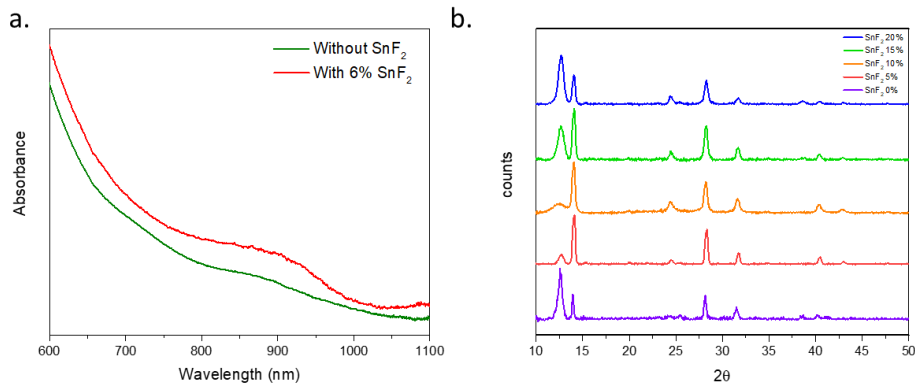 a.
Without SnF₂
With 6% SnF₂
Absorbance
600 700 800 900 1000 1100
Wavelength (nm)
b.
SnF₂ 20%
SnF₂ 15%
SnF₂ 10%
SnF₂ 5%
SnF₂ 0%
counts
10 15 20 25 30 35 40 45 50
2θ